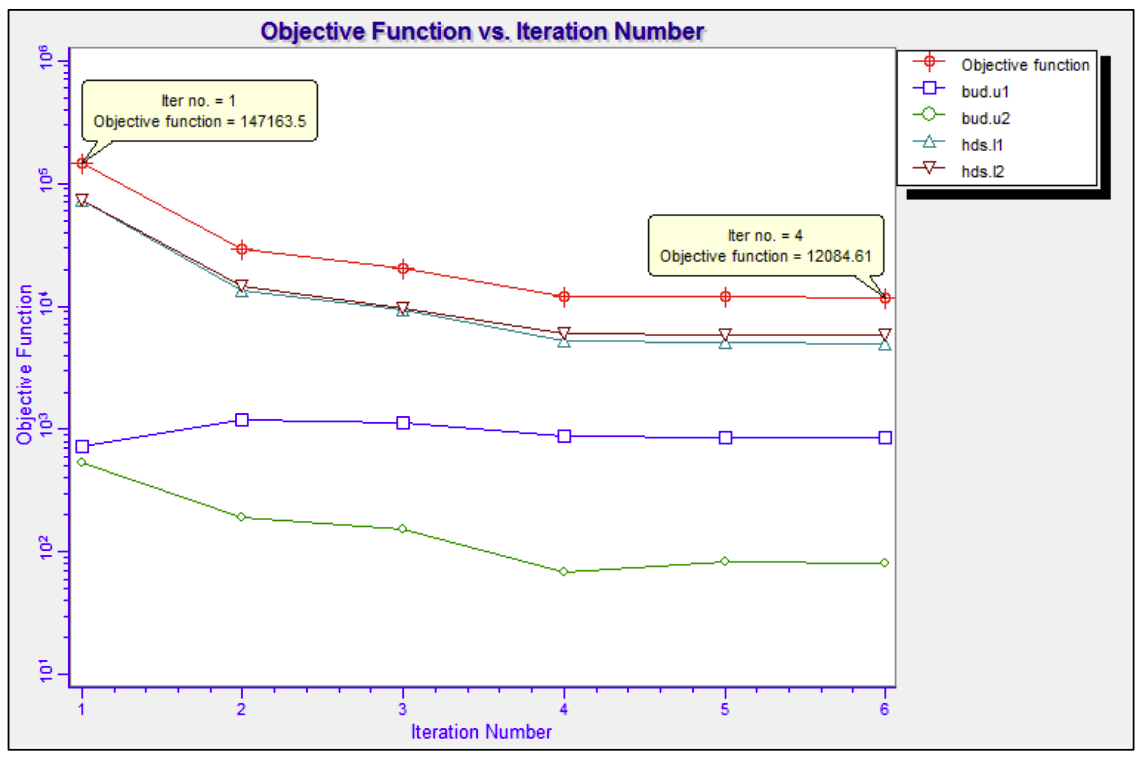 Objective Function vs. Iteration Number
10⁶
10⁵
10⁴
10³
10²
10¹
Objective Function
Iter no. = 1
Objective function = 147163.5
Iter no. = 4
Objective function = 12084.61
1 2 3 4 5 6
Iteration Number
Objective function
bud.u1
bud.u2
hds.l1
hds.l2